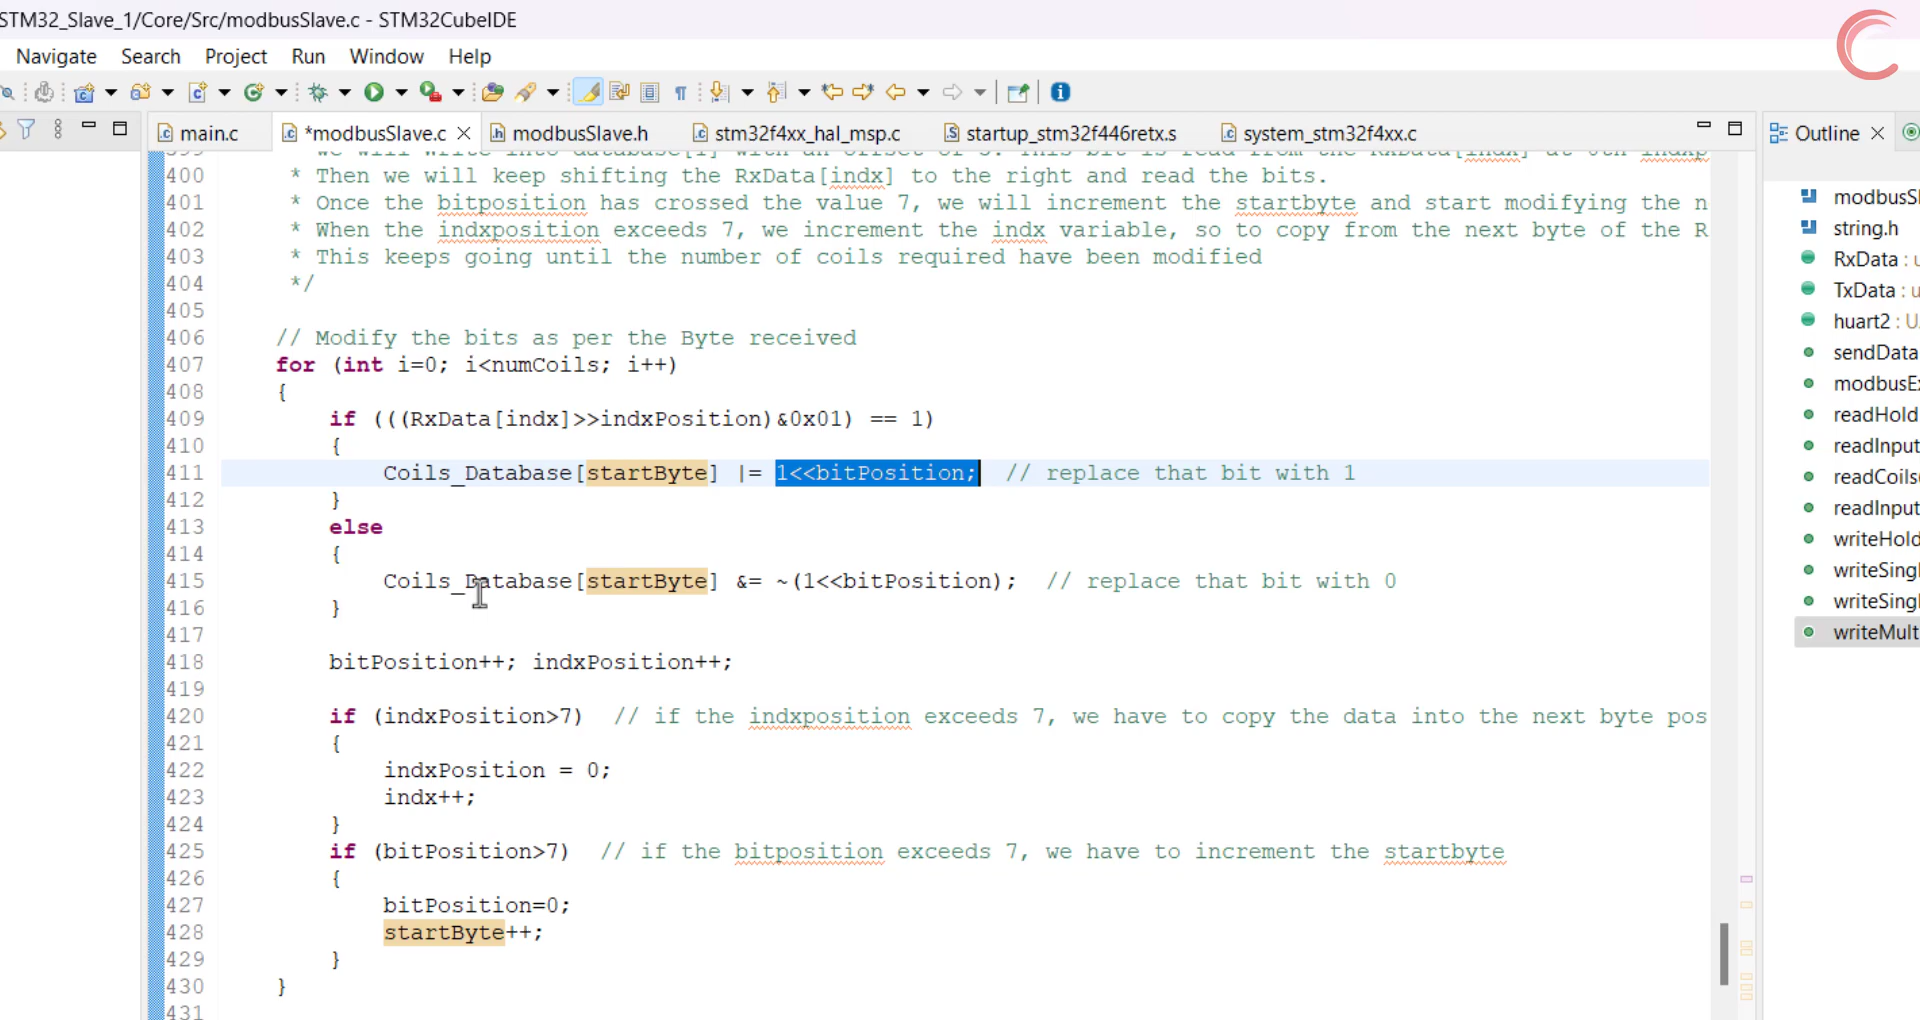 STM32_Slave_1/Core/Src/modbusSlave.c - STM32CubeIDE
Navigate Search Project Run Window Help
main.c *modbusSlave.c modbusSlave.h stm32f4xx_hal_msp.c startup_stm32f446retx.s system_stm32f4xx.c Outline
400 * Then we will keep shifting the RxData[indx] to the right and read the bits.
401 * Once the bitposition has crossed the value 7, we will increment the startbyte and start modifying the n
402 * When the indxposition exceeds 7, we increment the indx variable, so to copy from the next byte of the R
403 * This keeps going until the number of coils required have been modified
404 */
405
406 // Modify the bits as per the Byte received
407 for (int i=0; i<numCoils; i++)
408 {
409 if (((RxData[indx]>>indxPosition)&0x01) == 1)
410 {
411 Coils_Database[startByte] |= 1<<bitPosition; // replace that bit with 1
412 }
413 else
414 {
415 Coils_Database[startByte] &= ~(1<<bitPosition); // replace that bit with 0
416 }
417
418 bitPosition++; indxPosition++;
419
420 if (indxPosition>7) // if the indxposition exceeds 7, we have to copy the data into the next byte pos
421 {
422 indxPosition = 0;
423 indx++;
424 }
425 if (bitPosition>7) // if the bitposition exceeds 7, we have to increment the startbyte
426 {
427 bitPosition=0;
428 startByte++;
429 }
430 }
431
modbusSl
string.h
RxData : u
TxData : u
huart2 : U
sendData
modbusEx
readHold
readInput
readCoils(
readInput
writeHold
writeSingl
writeSingl
writeMult